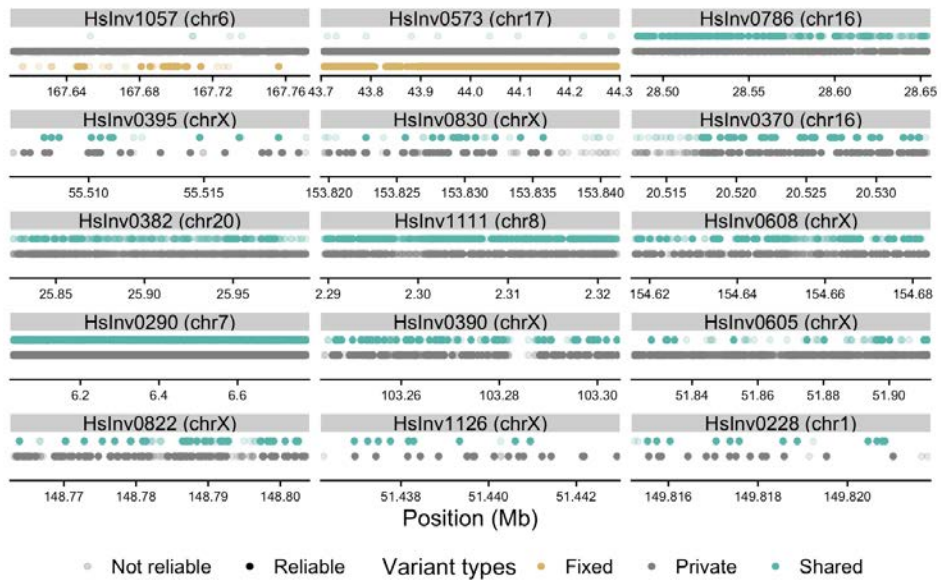 HsInv1057 (chr6) HsInv0573 (chr17) HsInv0786 (chr16)
167.64 167.68 167.72 167.76 43.7 43.8 43.9 44.0 44.1 44.2 44.3 28.50 28.55 28.60 28.65
HsInv0395 (chrX) HsInv0830 (chrX) HsInv0370 (chr16)
55.510 55.515 153.820 153.825 153.830 153.835 153.840 20.515 20.520 20.525 20.530
HsInv0382 (chr20) HsInv1111 (chr8) HsInv0608 (chrX)
25.85 25.90 25.95 2.29 2.30 2.31 2.32 154.62 154.64 154.66 154.68
HsInv0290 (chr7) HsInv0390 (chrX) HsInv0605 (chrX)
6.2 6.4 6.6 103.26 103.28 103.30 51.84 51.86 51.88 51.90
HsInv0822 (chrX) HsInv1126 (chrX) HsInv0228 (chr1)
148.77 148.78 148.79 148.80 51.438 51.440 51.442 149.816 149.818 149.820
Position (Mb)
Not reliable Reliable Variant types Fixed Private Shared